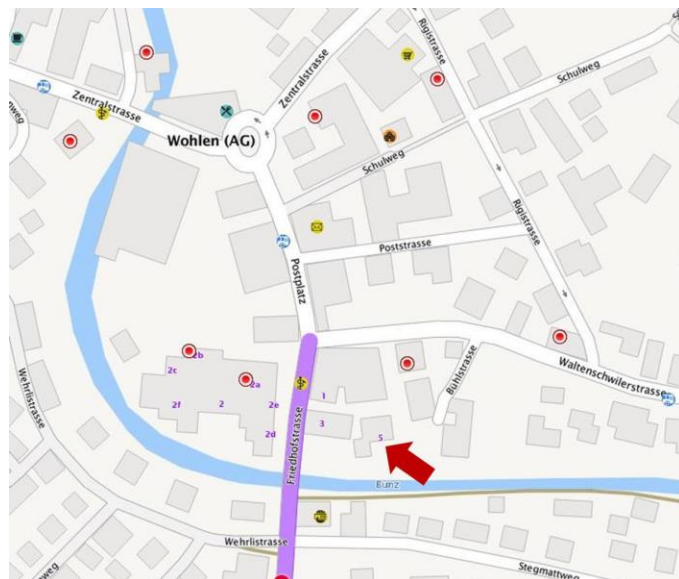 Rigistrasse
Zentralstrasse
Schulweg
Zentralstrasse
Wohlen (AG)
Schulweg
Rigistrasse
Poststrasse
Postplatz
2b
2c
2a
Waltenschwilerstrasse
Bühlstrasse
Wehrlistrasse
2f
2
2e
1
3
2d
5
Friedhofstrasse
Bünz
Wehrlistrasse
Stegmattweg